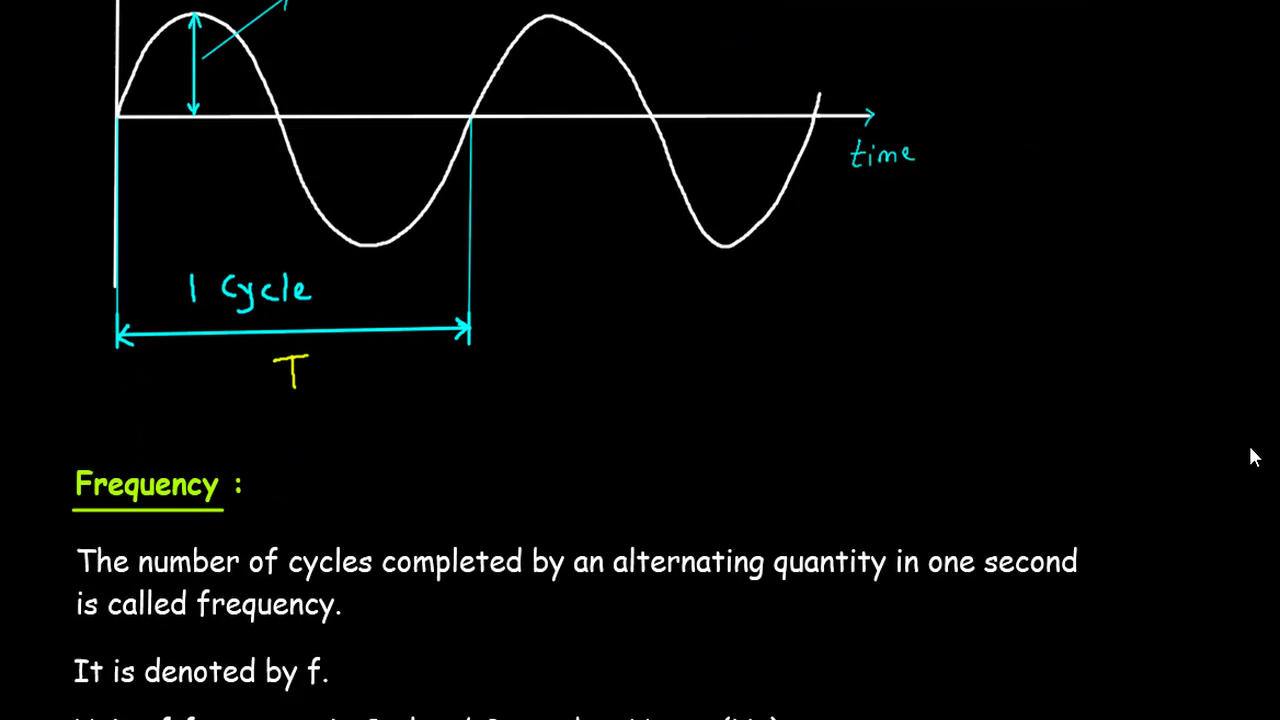 time
1 Cycle
T
Frequency :
The number of cycles completed by an alternating quantity in one second
is called frequency.
It is denoted by f.